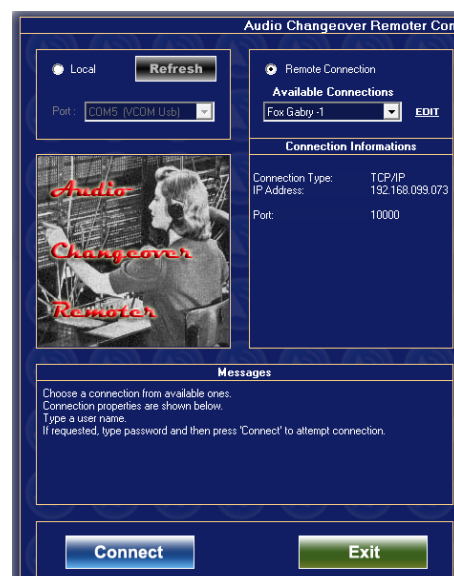 Audio Changeover Remoter Con
Local
Refresh
Port : COM5 (VCOM Usb)
Remote Connection
Available Connections
Fox Gabry -1
EDIT
Connection Informations
Connection Type: TCP/IP
IP Address: 192.168.099.073
Port: 10000
Audio
Changeover
Remoter
Messages
Choose a connection from available ones.
Connection properties are shown below.
Type a user name.
If requested, type password and then press 'Connect' to attempt connection.
Connect
Exit